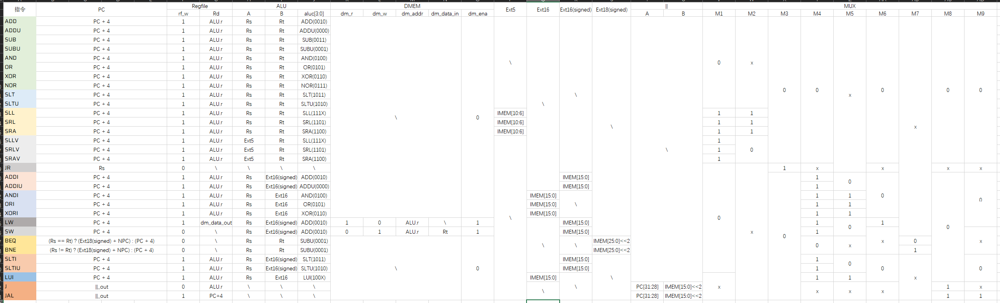 指令 PC Regfile ALU DMEM Ext5 Ext16 Ext16(signed) Ext18(signed) || MUX
rf_w Rd A B aluc[3:0] dm_r dm_w dm_addr dm_data_in dm_ena A B M1 M2 M3 M4 M5 M6 M7 M8 M9
ADD PC + 4 1 ALU.r Rs Rt ADD(0010)
ADDU PC + 4 1 ALU.r Rs Rt ADDU(0000)
SUB PC + 4 1 ALU.r Rs Rt SUB(0011)
SUBU PC + 4 1 ALU.r Rs Rt SUBU(0001)
AND PC + 4 1 ALU.r Rs Rt AND(0100)
\ 0 x
OR PC + 4 1 ALU.r Rs Rt OR(0101)
XOR PC + 4 1 ALU.r Rs Rt XOR(0110)
NOR PC + 4 1 ALU.r Rs Rt NOR(0111)
0 0 0 0 0
SLT PC + 4 1 ALU.r Rs Rt SLT(1011) \ x
SLTU PC + 4 1 ALU.r Rs Rt SLTU(1010) \
SLL PC + 4 1 ALU.r Rs Rt SLL(111X) IMEM[10:6] 1 1
\ 0
SRL PC + 4 1 ALU.r Rs Rt SRL(1101) IMEM[10:6] 1 1
\ x
SRA PC + 4 1 ALU.r Rs Rt SRA(1100) IMEM[10:6] 1 1
SLLV PC + 4 1 ALU.r Ext5 Rt SLL(111X) 1
SRLV PC + 4 1 ALU.r Ext5 Rt SRL(1101) \ 1 0
SRAV PC + 4 1 ALU.r Ext5 Rt SRA(1100) 1
JR Rs 0 \ \ \ \ 1 x x x x
ADDI PC + 4 1 ALU.r Rs Ext16(signed) ADD(0010) IMEM[15:0] 1
0
ADDIU PC + 4 1 ALU.r Rs Ext16(signed) ADDU(0000) IMEM[15:0] 1
ANDI PC + 4 1 ALU.r Rs Ext16 AND(0100) IMEM[15:0] 1 1 0
0
ORI PC + 4 1 ALU.r Rs Ext16 OR(0101) IMEM[15:0] \ 1 1
XORI PC + 4 1 ALU.r Rs Ext16 XOR(0110) IMEM[15:0] 1 1
\ 0
LW PC + 4 1 dm_data_out Rs Ext16(signed) ADD(0010) 1 0 ALU.r \ 1 IMEM[15:0] 1 1
0 0
SW PC + 4 0 \ Rs Ext16(signed) ADD(0010) 0 1 ALU.r Rt 1 IMEM[15:0] x 1
0
BEQ (Rs == Rt) ? (Ext18(signed) + NPC) : (PC + 4) 0 \ Rs Rt SUBU(0001) IMEM[25:0]<<2 x 0 x
\ \ 0 x
BNE (Rs != Rt) ? (Ext18(signed) + NPC) : (PC + 4) 0 \ Rs Rt SUBU(0001) IMEM[25:0]<<2 1
SLTI PC + 4 1 ALU.r Rs Ext16(signed) SLT(1011) IMEM[15:0] 1
0
SLTIU PC + 4 1 ALU.r Rs Ext16(signed) SLTU(1010) \ 0 IMEM[15:0] 1 0 0
LUI PC + 4 1 ALU.r Rs Ext16 LUI(100X) IMEM[15:0] \ 1 1 x
J ||_out 0 ALU.r \ \ \ \ PC[31:28] IMEM[15:0]<<2 x 1 x
\ x x x
JAL ||_out 1 PC+4 \ \ \ PC[31:28] IMEM[15:0]<<2 1 1